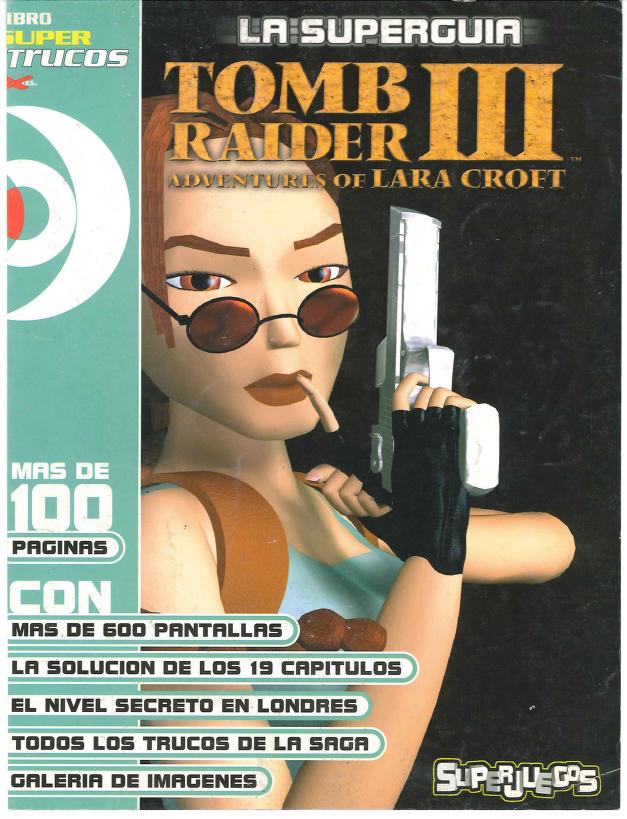 LIBRO
SUPER
TRUCOS
LA SUPERGUIA
TOMB
RAIDER III™
ADVENTURES OF LARA CROFT
MAS DE
100
PAGINAS
CON
MAS DE 600 PANTALLAS
LA SOLUCION DE LOS 19 CAPITULOS
EL NIVEL SECRETO EN LONDRES
TODOS LOS TRUCOS DE LA SAGA
GALERIA DE IMAGENES
SUPERJUEGOS